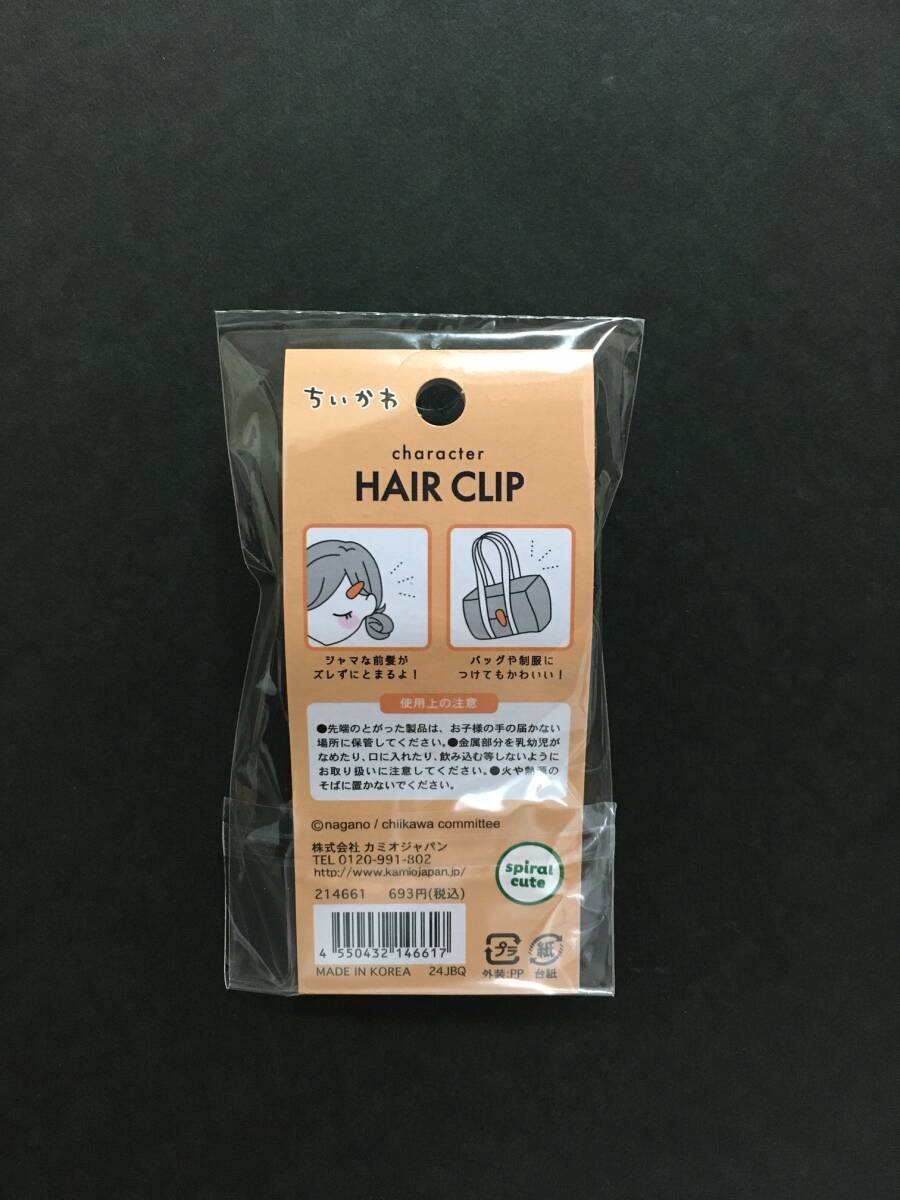 ちいかわ
character
HAIR CLIP
ジャマな前髪が
ズレずにとまるよ！
バッグや制服に
つけてもかわいい！
使用上の注意
●先端のとがった製品は、お子様の手の届かない
場所に保管してください。●金属部分を乳幼児が
なめたり、口に入れたり、飲み込む等しないように
お取り扱いに注意してください。●火や熱源の
そばに置かないでください。
©nagano / chiikawa committee
株式会社 カミオジャパン
TEL 0120-991-802
http://www.kamiojapan.jp/
spiral
cute
214661 693円(税込)
4 550432 146617
MADE IN KOREA 24JBQ
プラ
外装:PP
紙
台紙